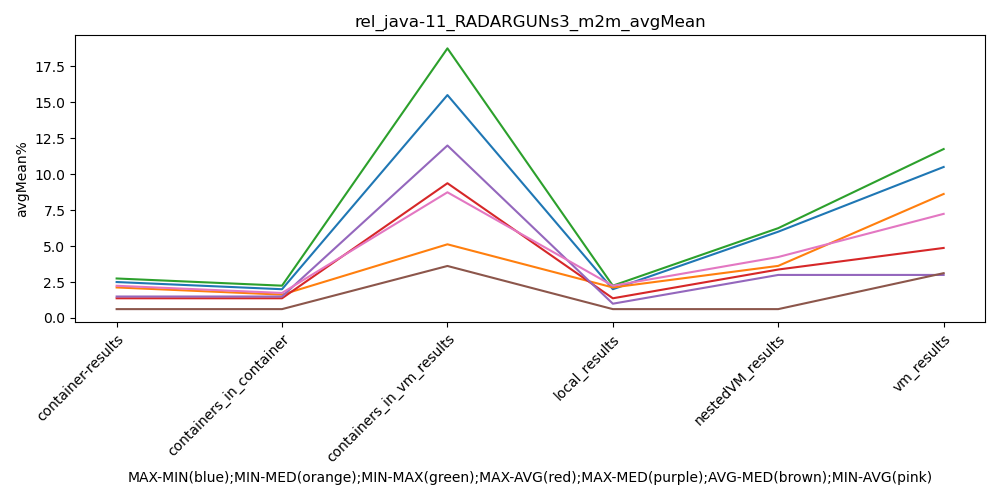 rel_java-11_RADARGUNs3_m2m_avgMean
avgMean%
17.5
15.0
12.5
10.0
7.5
5.0
2.5
0.0
container-results
containers_in_container
containers_in_vm_results
local_results
nestedVM_results
vm_results
MAX-MIN(blue);MIN-MED(orange);MIN-MAX(green);MAX-AVG(red);MAX-MED(purple);AVG-MED(brown);MIN-AVG(pink)